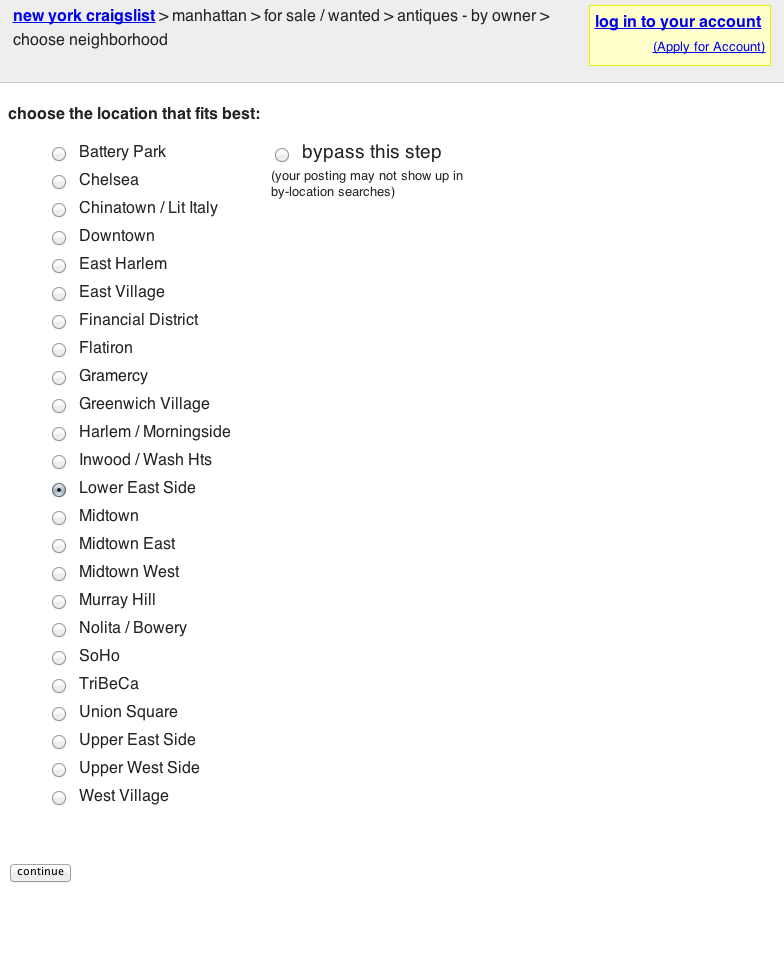 new york craigslist > manhattan > for sale / wanted > antiques - by owner >
choose neighborhood
log in to your account
(Apply for Account)
choose the location that fits best:
Battery Park
Chelsea
Chinatown / Lit Italy
Downtown
East Harlem
East Village
Financial District
Flatiron
Gramercy
Greenwich Village
Harlem / Morningside
Inwood / Wash Hts
Lower East Side
Midtown
Midtown East
Midtown West
Murray Hill
Nolita / Bowery
SoHo
TriBeCa
Union Square
Upper East Side
Upper West Side
West Village
bypass this step
(your posting may not show up in
by-location searches)
continue